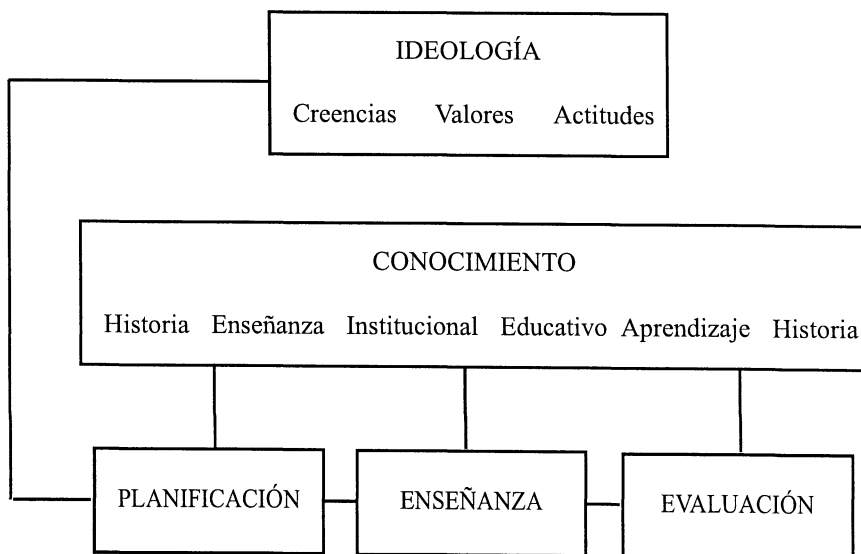 IDEOLOGÍA
Creencias Valores Actitudes
CONOCIMIENTO
Historia Enseñanza Institucional Educativo Aprendizaje Historia
PLANIFICACIÓN ENSEÑANZA EVALUACIÓN